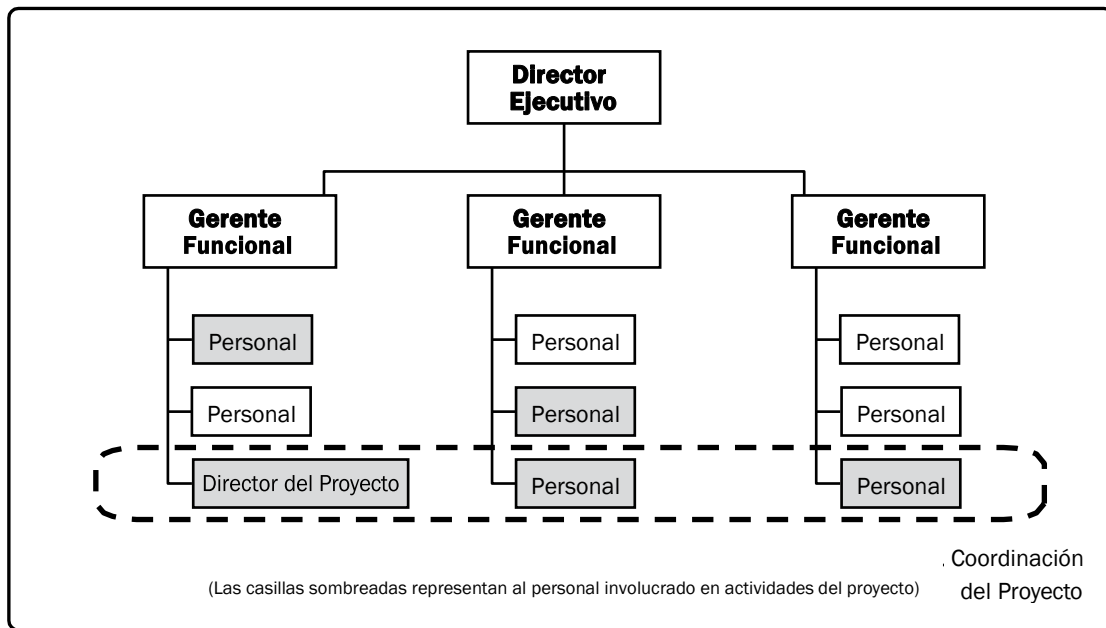 Director
Ejecutivo
Gerente
Funcional
Gerente
Funcional
Gerente
Funcional
Personal
Personal
Personal
Personal
Personal
Personal
Director del Proyecto
Personal
Personal
. Coordinación
del Proyecto
(Las casillas sombreadas representan al personal involucrado en actividades del proyecto)